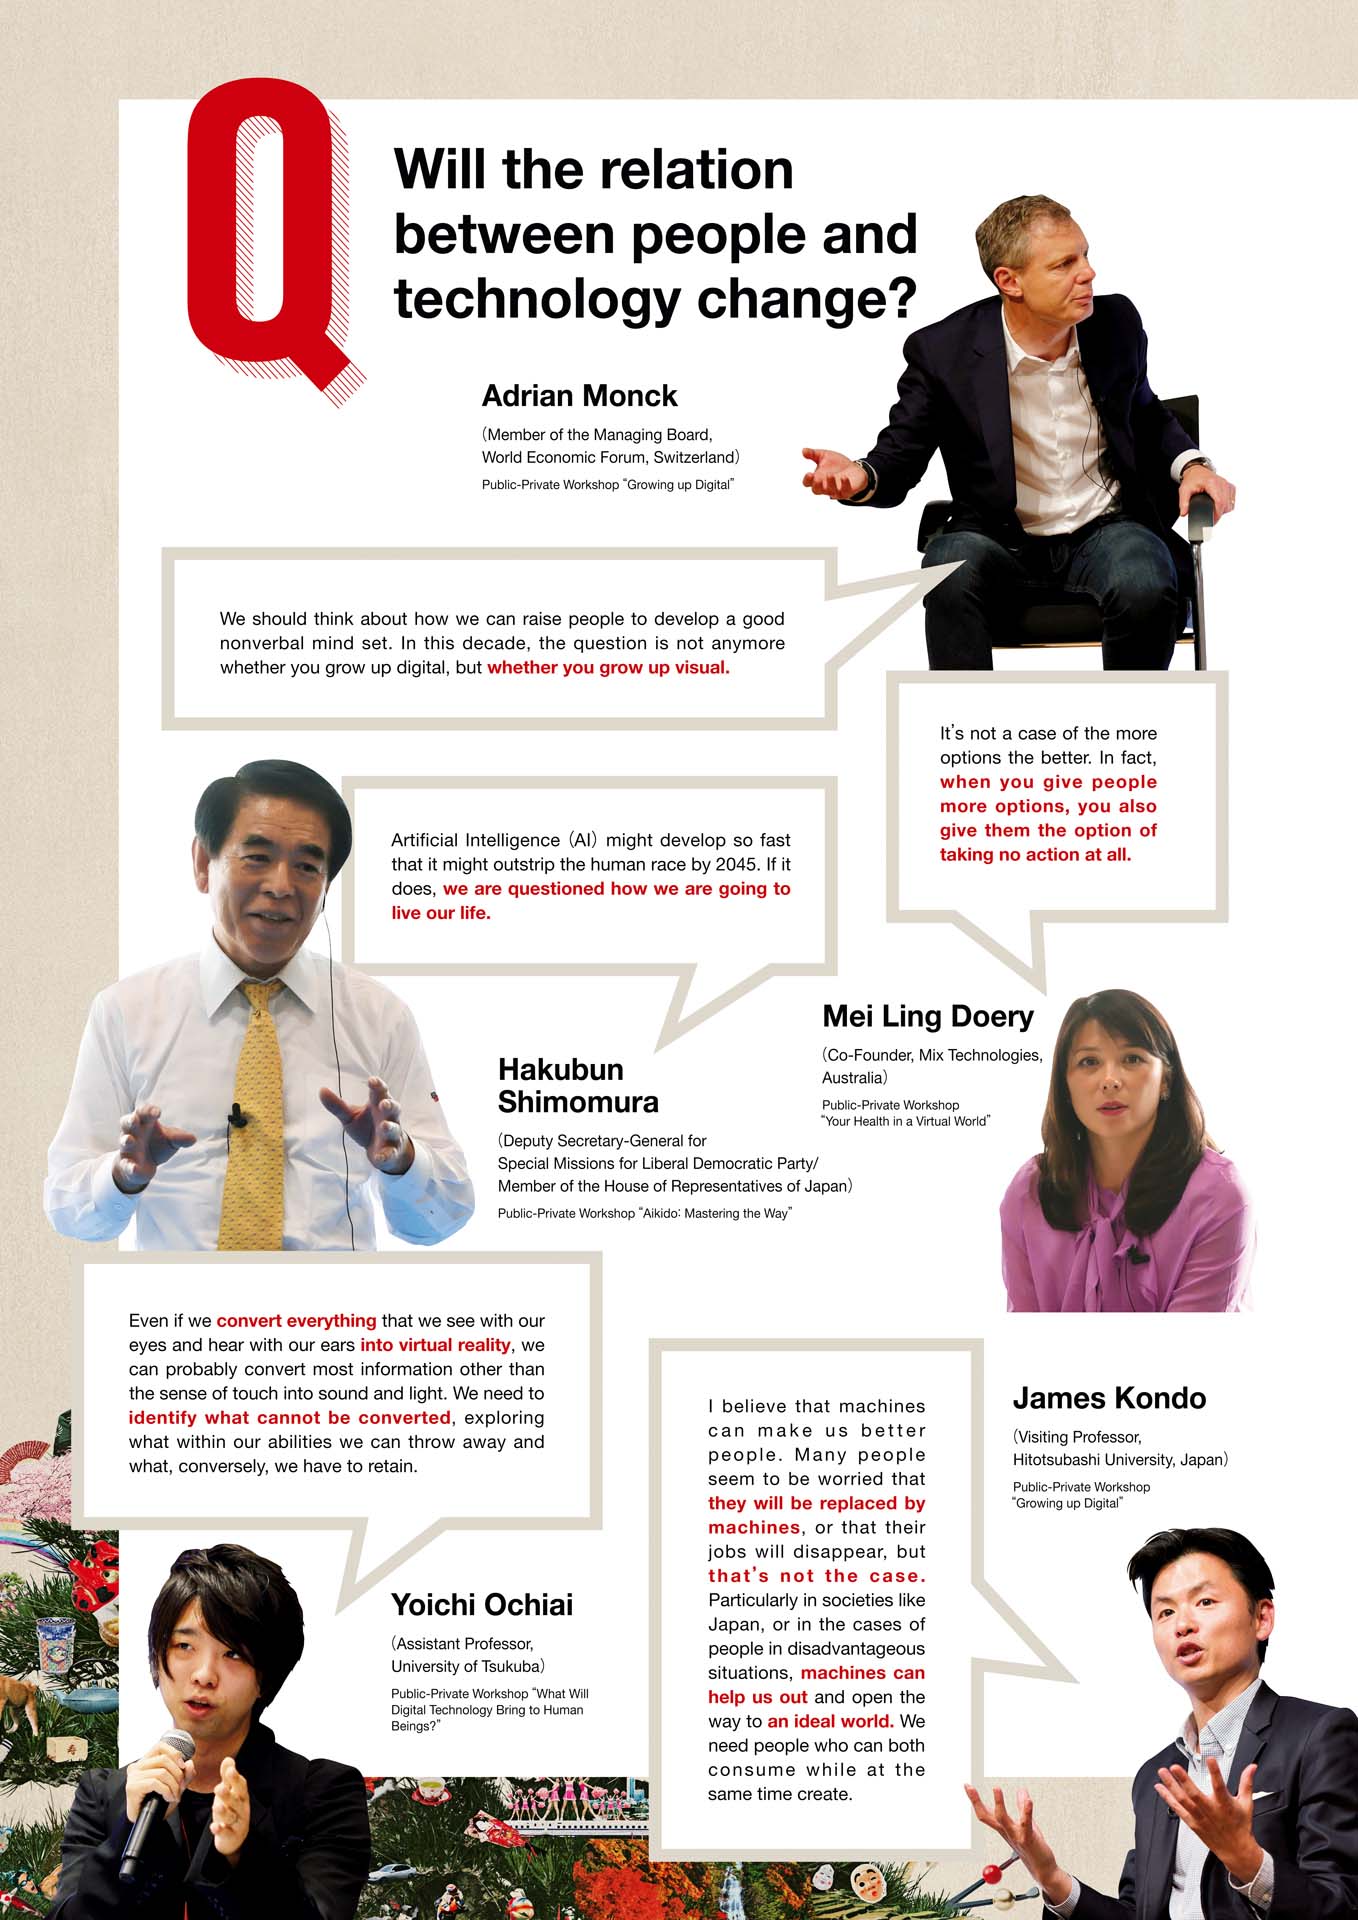 Q
Will the relation
between people and
technology change?
Adrian Monck
(Member of the Managing Board,
World Economic Forum, Switzerland)
Public-Private Workshop “Growing up Digital”
We should think about how we can raise people to develop a good
nonverbal mind set. In this decade, the question is not anymore
whether you grow up digital, but whether you grow up visual.
It’s not a case of the more
options the better. In fact,
when you give people
more options, you also
give them the option of
taking no action at all.
Mei Ling Doery
(Co-Founder, Mix Technologies,
Australia)
Public-Private Workshop
“Your Health in a Virtual World”
Artificial Intelligence (AI) might develop so fast
that it might outstrip the human race by 2045. If it
does, we are questioned how we are going to
live our life.
Hakubun
Shimomura
(Deputy Secretary-General for
Special Missions for Liberal Democratic Party/
Member of the House of Representatives of Japan)
Public-Private Workshop “Aikido: Mastering the Way”
Even if we convert everything that we see with our
eyes and hear with our ears into virtual reality, we
can probably convert most information other than
the sense of touch into sound and light. We need to
identify what cannot be converted, exploring
what within our abilities we can throw away and
what, conversely, we have to retain.
Yoichi Ochiai
(Assistant Professor,
University of Tsukuba)
Public-Private Workshop “What Will
Digital Technology Bring to Human
Beings?”
I believe that machines
can make us better
people. Many people
seem to be worried that
they will be replaced by
machines, or that their
jobs will disappear, but
that’s not the case.
Particularly in societies like
Japan, or in the cases of
people in disadvantageous
situations, machines can
help us out and open the
way to an ideal world. We
need people who can both
consume while at the
same time create.
James Kondo
(Visiting Professor,
Hitotsubashi University, Japan)
Public-Private Workshop
“Growing up Digital”